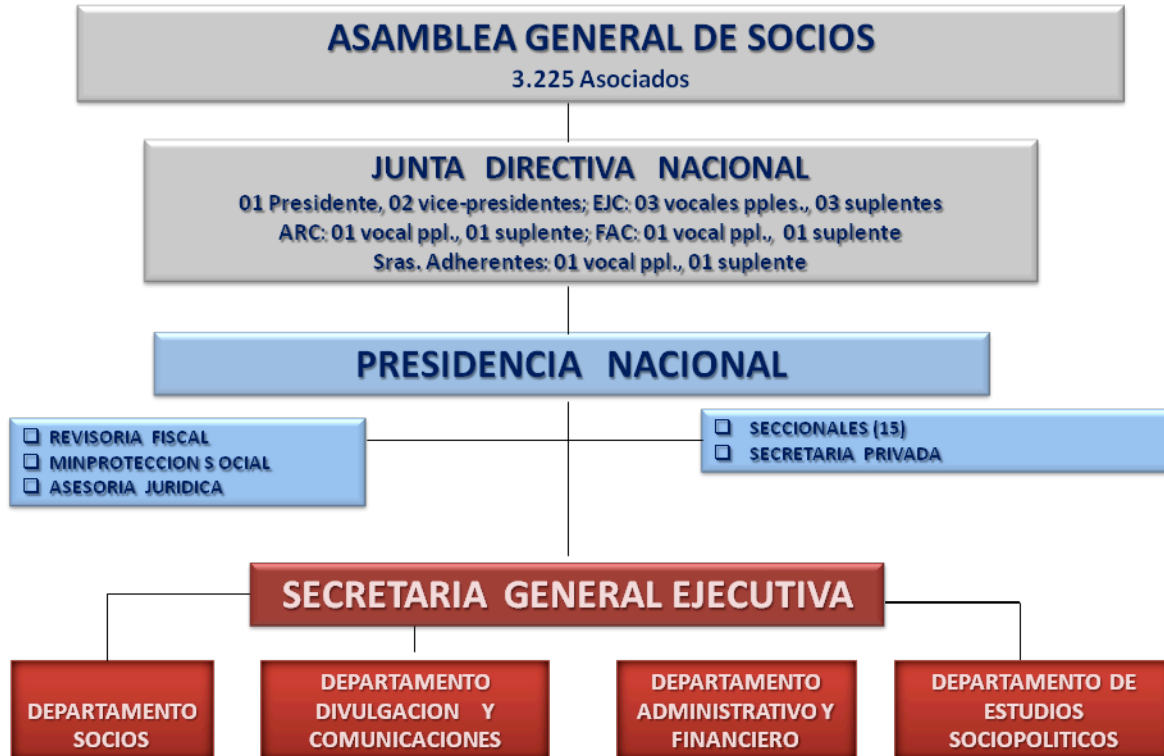 ASAMBLEA GENERAL DE SOCIOS
3.225 Asociados
JUNTA DIRECTIVA NACIONAL
01 Presidente, 02 vice-presidentes; EJC: 03 vocales pples., 03 suplentes
ARC: 01 vocal ppl., 01 suplente; FAC: 01 vocal ppl., 01 suplente
Sras. Adherentes: 01 vocal ppl., 01 suplente
PRESIDENCIA NACIONAL
REVISORIA FISCAL
MINPROTECCION S OCIAL
ASESORIA JURIDICA
SECCIONALES (15)
SECRETARIA PRIVADA
SECRETARIA GENERAL EJECUTIVA
DEPARTAMENTO
SOCIOS
DEPARTAMENTO
DIVULGACION Y
COMUNICACIONES
DEPARTAMENTO
ADMINISTRATIVO Y
FINANCIERO
DEPARTAMENTO DE
ESTUDIOS
SOCIOPOLITICOS